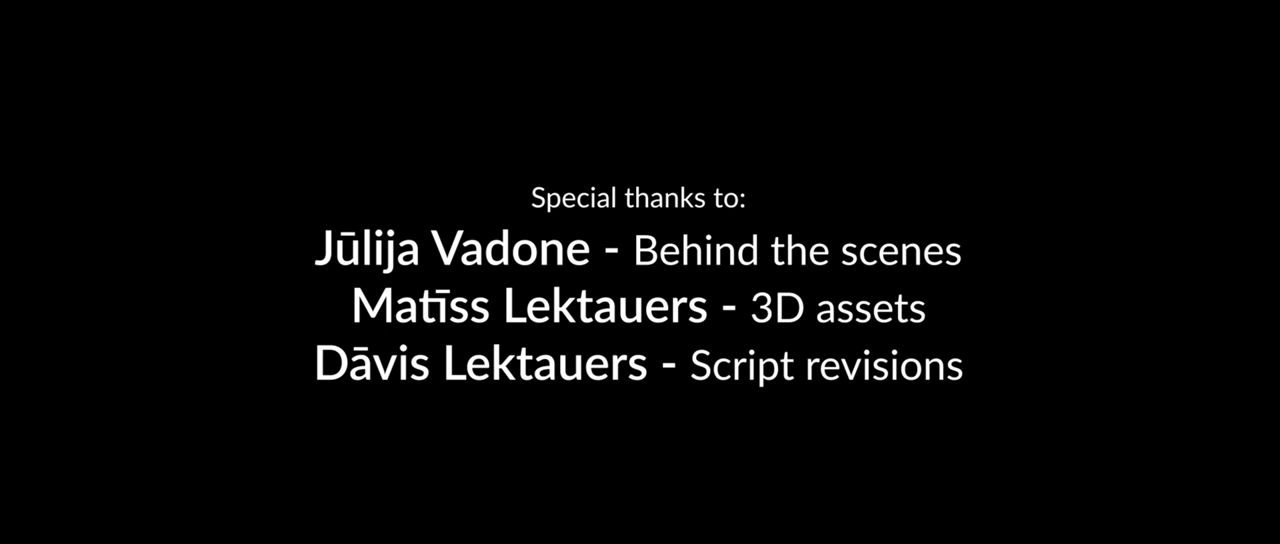 Special thanks to:
Jūlija Vadone - Behind the scenes
Matīss Lektauers - 3D assets
Dāvis Lektauers - Script revisions